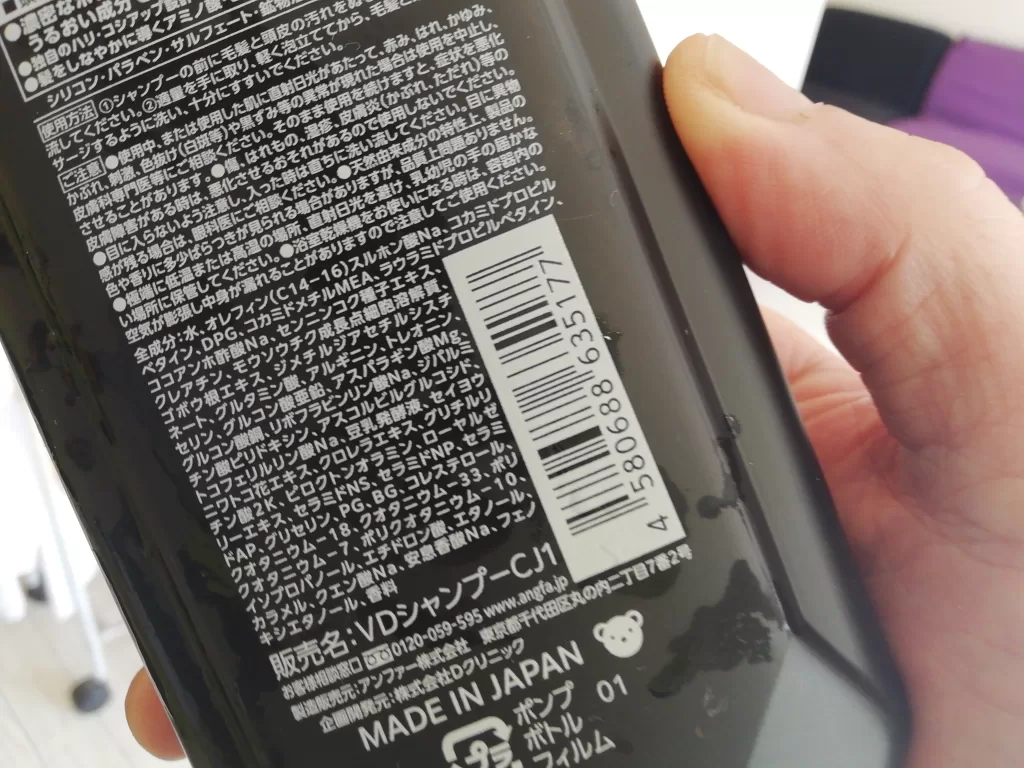 うるおい成分
●独自のハリ・コシアップ
●髪をしなやかに導くアミノ酸
シリコン・パラベン・サルフェート・鉱物
使用方法 ①シャンプーの前に毛髪と頭皮の汚れをお
流してください。②適量を手に取り、軽く泡立ててから、毛髪と
サージするように洗い、十分にすすいでください。
ご注意 ●使用中、または使用した肌に直射日光があたって、赤み、はれ、かゆみ、
かぶれ、刺激、色抜け(白斑等)や黒ずみ等の異常が現れた場合は使用を中止し、
皮膚科専門医等にご相談ください。そのまま使用を続けますと、症状を悪化
させることがあります ●傷、はれもの、湿疹、皮膚炎(かぶれ、ただれ)等の
皮膚障害がある時は、悪化させるおそれがあるので使用しないでください。
●目に入らないよう注意し、入った時は直ちに洗い流してください。目に異物
感が残る場合は、眼科医にご相談ください。●天然由来成分の特性上、製品の
色や香りに多少ばらつきが見られる場合がありますが、品質上問題ありません。
●極端に低温または高温の場所、直射日光を避け、乳幼児の手の届かな
い場所に保管してください。●浴室乾燥機をお使いになる時は、容器内の
空気が膨張し中身が漏れることがありますので注意してご使用ください。
全成分:水、オレフィン(C14-16)スルホン酸Na、コカミドプロピル
ベタイン、DPG、コカミドメチルMEA、ラウラミドプロピルベタイン、
ココアンホ酢酸Na、センニンコク種子エキス、
クレアチン、モウソウチク成長点細胞溶解質、
オポウ根エキス、ジメチルジアセチルシスチ
ネート、グルタミン酸、アルギニン、トレオニン、
セリン、グルコン酸亜鉛、アスパラギン酸Mg、
グルコン酸銅、リボフラビンリン酸Na、ジパルミ
チン酸ピリドキシン、アスコルビルグルコシド、
トコフェリルリン酸Na、豆乳発酵液、セイヨウ
ニワトコ花エキス、クロレラエキス、グリチルリ
チン酸2K、ピロクトンオラミン、ローヤルゼ
リーエキス、セラミドNS、セラミドNP、セラミ
ドAP、グリセリン、PG、BG、コレステロール、
クオタニウム-18、クオタニウム-33、ポリ
クオタニウム-7、ポリクオタニウム-10、
イソプロパノール、エチドロン酸、エタノール、
カラメル、クエン酸Na、安息香酸Na、フェノ
キシエタノール、香料
4 580688 635177
販売名:VDシャンプーCJ1
お客様相談窓口 0120-059-595 www.angfa.jp
製造販売元:アンファー株式会社 東京都千代田区丸の内二丁目7番2号
企画開発元:株式会社Dクリニック
MADE IN JAPAN
プラ
ポンプ
ボトル
フィルム
01